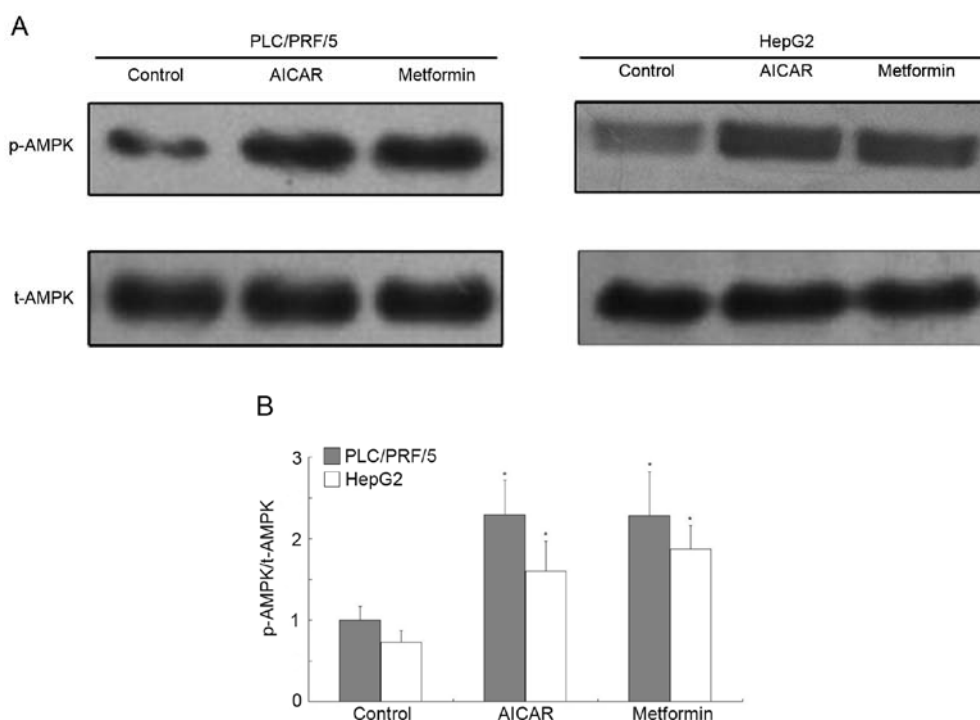 A
PLC/PRF/5 HepG2
Control AICAR Metformin Control AICAR Metformin
p-AMPK
t-AMPK
B
3
PLC/PRF/5
HepG2
2
1
0
p-AMPK/t-AMPK
* * * *
Control AICAR Metformin